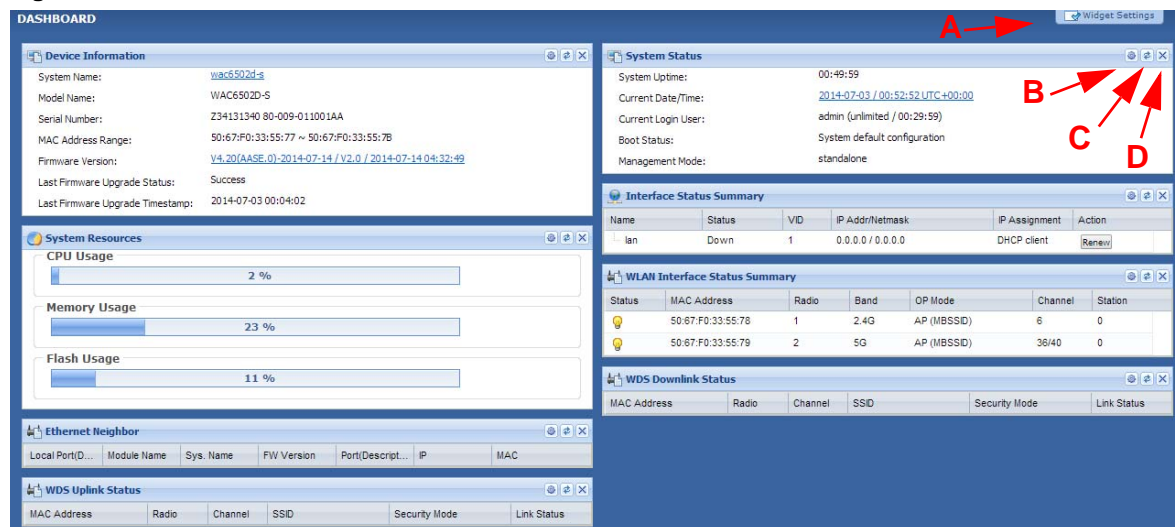 DASHBOARD
Widget Settings
A
Device Information
System Name: wac6502d-s
Model Name: WAC6502D-S
Serial Number: Z34131340 80-009-011001AA
MAC Address Range: 50:67:F0:33:55:77 ~ 50:67:F0:33:55:7B
Firmware Version: V4.20(AASE.0)-2014-07-14 / V2.0 / 2014-07-14 04:32:49
Last Firmware Upgrade Status: Success
Last Firmware Upgrade Timestamp: 2014-07-03 00:04:02
System Resources
CPU Usage
2 %
Memory Usage
23 %
Flash Usage
11 %
Ethernet Neighbor
Local Port(D... Module Name Sys. Name FW Version Port(Descript... IP MAC
WDS Uplink Status
MAC Address Radio Channel SSID Security Mode Link Status
System Status
System Uptime: 00:49:59
Current Date/Time: 2014-07-03 / 00:52:52 UTC+00:00
Current Login User: admin (unlimited / 00:29:59)
Boot Status: System default configuration
Management Mode: standalone
B
C
D
Interface Status Summary
Name Status VID IP Addr/Netmask IP Assignment Action
lan Down 1 0.0.0.0 / 0.0.0.0 DHCP client Renew
WLAN Interface Status Summary
Status MAC Address Radio Band OP Mode Channel Station
50:67:F0:33:55:78 1 2.4G AP (MBSSID) 6 0
50:67:F0:33:55:79 2 5G AP (MBSSID) 36/40 0
WDS Downlink Status
MAC Address Radio Channel SSID Security Mode Link Status